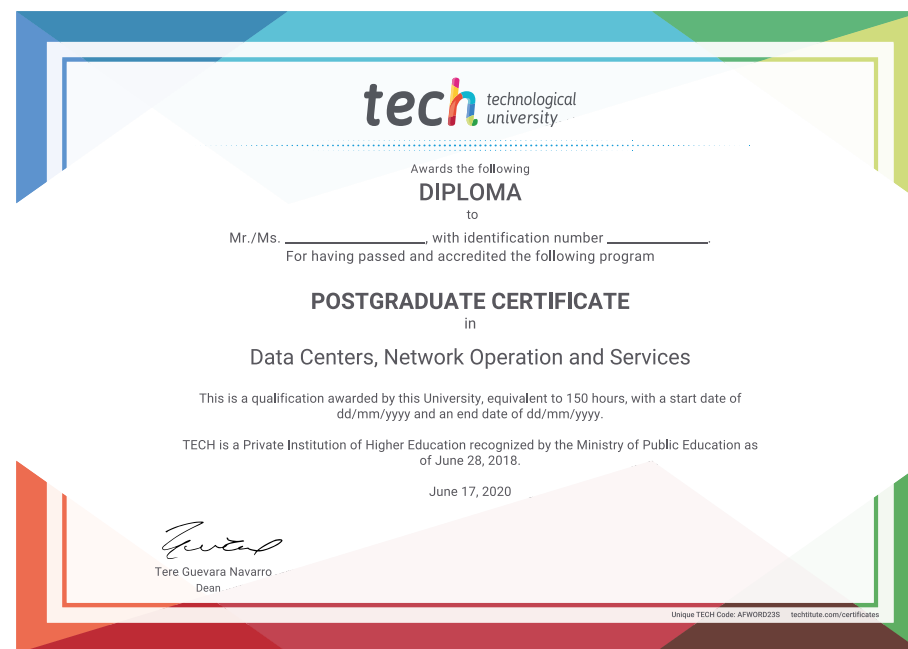 tech technological
university
Awards the following
DIPLOMA
to
Mr./Ms. ____________________, with identification number ______________.
For having passed and accredited the following program
POSTGRADUATE CERTIFICATE
in
Data Centers, Network Operation and Services
This is a qualification awarded by this University, equivalent to 150 hours, with a start date of
dd/mm/yyyy and an end date of dd/mm/yyyy.
TECH is a Private Institution of Higher Education recognized by the Ministry of Public Education as
of June 28, 2018.
June 17, 2020
Tere Guevara Navarro
Dean
Unique TECH Code: AFWORD23S techtitute.com/certificates